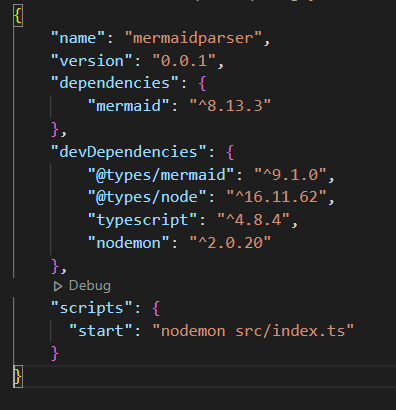 {
"name": "mermaidparser",
"version": "0.0.1",
"dependencies": {
"mermaid": "^8.13.3"
},
"devDependencies": {
"@types/mermaid": "^9.1.0",
"@types/node": "^16.11.62",
"typescript": "^4.8.4",
"nodemon": "^2.0.20"
},
Debug
"scripts": {
"start": "nodemon src/index.ts"
}
}